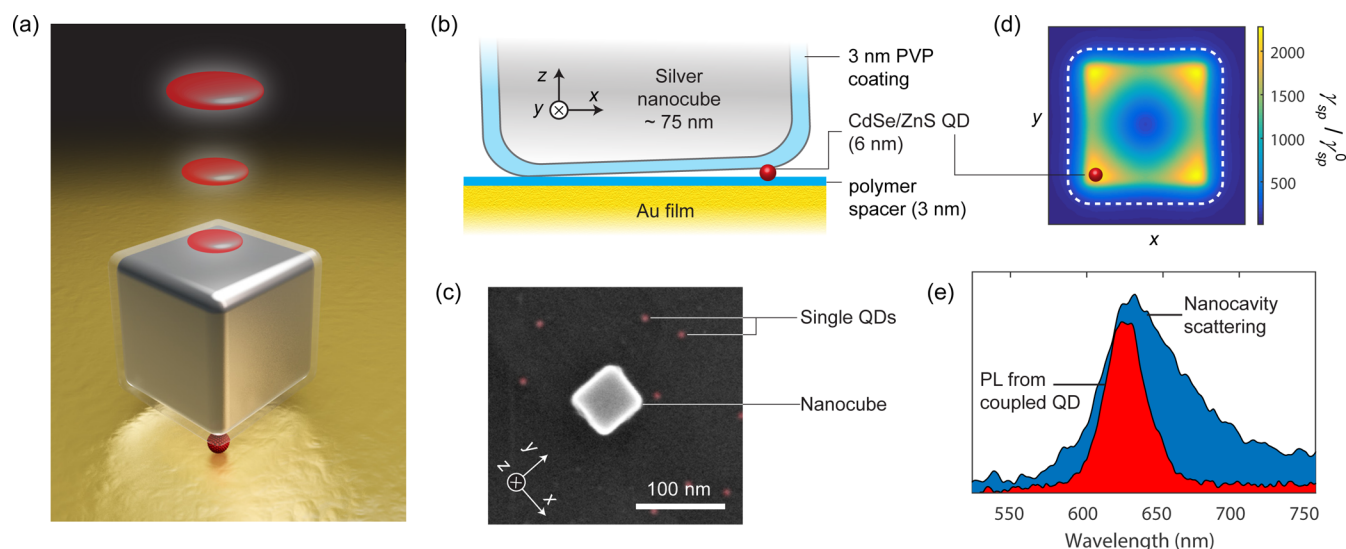 (a)
(b)
z
y
x
Silver
nanocube
~ 75 nm
3 nm PVP
coating
CdSe/ZnS QD
(6 nm)
polymer
spacer (3 nm)
Au film
(c)
Single QDs
Nanocube
y
z
x
100 nm
(d)
y
x
2000
1500
1000
500
γsp / γ⁰sp
(e)
Nanocavity
scattering
PL from
coupled QD
550 600 650 700 750
Wavelength (nm)